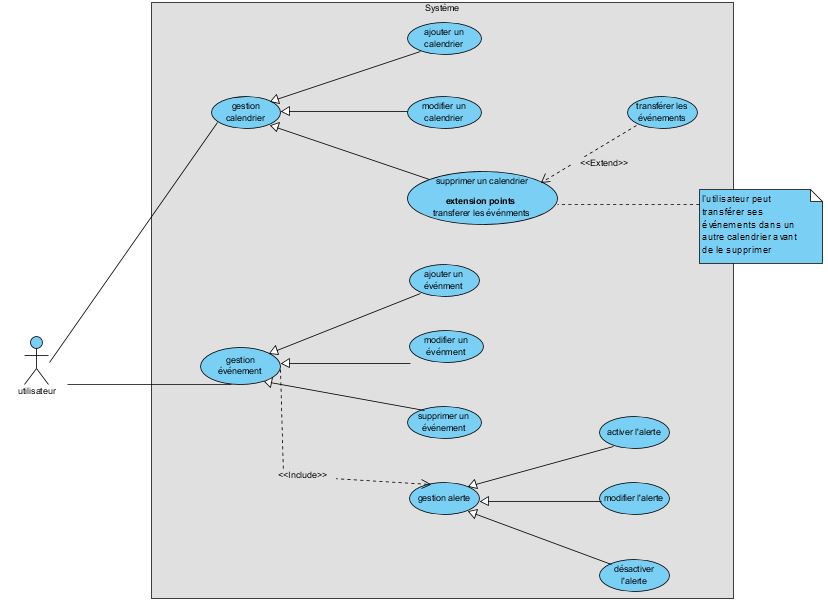 Système
ajouter un
calendrier
gestion
calendrier
modifier un
calendrier
transférer les
événements
<<Extend>>
supprimer un calendrier
extension points
transferer les événments
l'utilisateur peut
transférer ses
événements dans un
autre calendrier avant
de le supprimer
ajouter un
événment
modifier un
événment
gestion
événement
utilisateur
supprimer un
événement
activer l'alerte
<<Include>>
gestion alerte
modifier l'alerte
désactiver
l'alerte